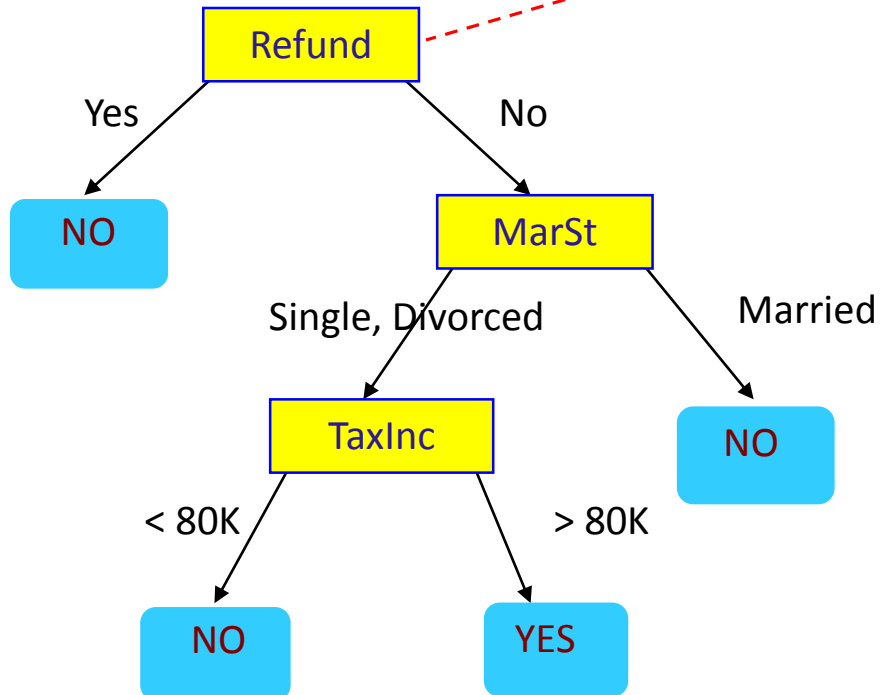 Refund
Yes
No
NO
MarSt
Single, Divorced
Married
TaxInc
NO
< 80K
> 80K
NO
YES